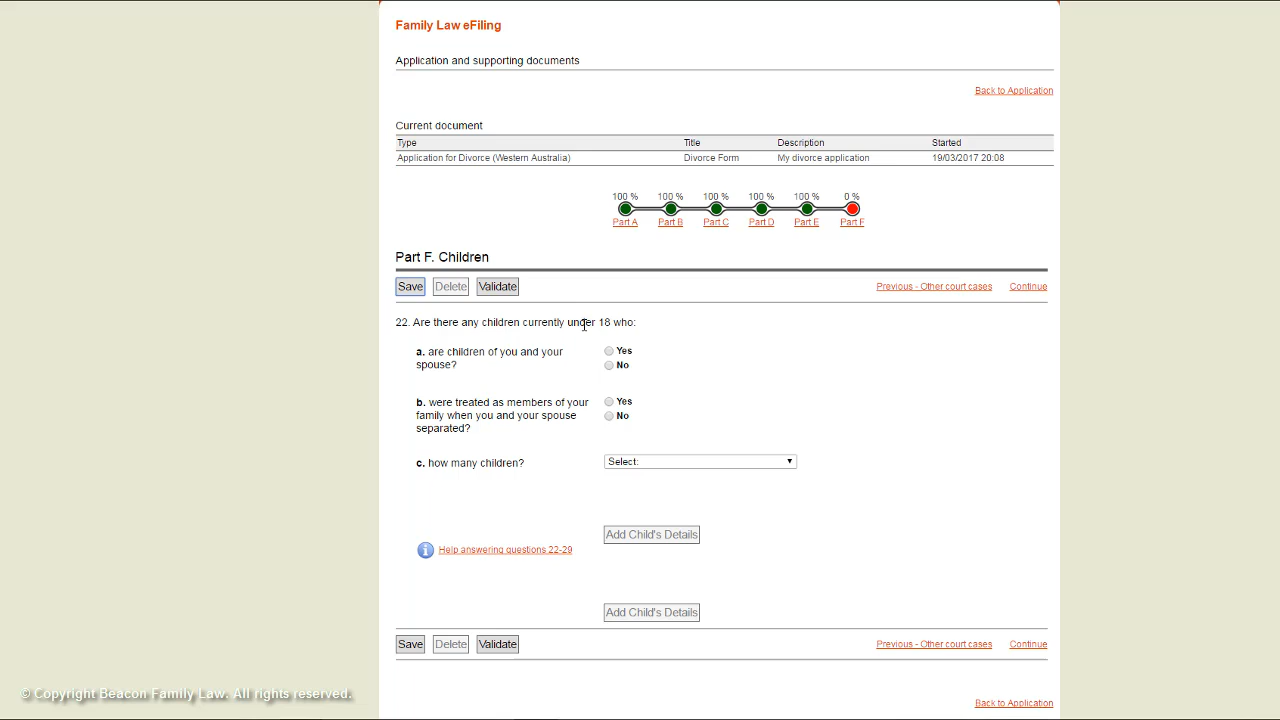 Family Law eFiling
Application and supporting documents
Back to Application
Current document
Type Title Description Started
Application for Divorce (Western Australia) Divorce Form My divorce application 19/03/2017 20:08
100 % 100 % 100 % 100 % 100 % 0 %
Part A Part B Part C Part D Part E Part F
Part F. Children
Save Delete Validate Previous - Other court cases Continue
22. Are there any children currently under 18 who:
a. are children of you and your Yes
spouse? No
b. were treated as members of your Yes
family when you and your spouse No
separated?
c. how many children? Select:
Add Child's Details
Help answering questions 22-29
Add Child's Details
Save Delete Validate Previous - Other court cases Continue
© Copyright Beacon Family Law. All rights reserved.
Back to Application